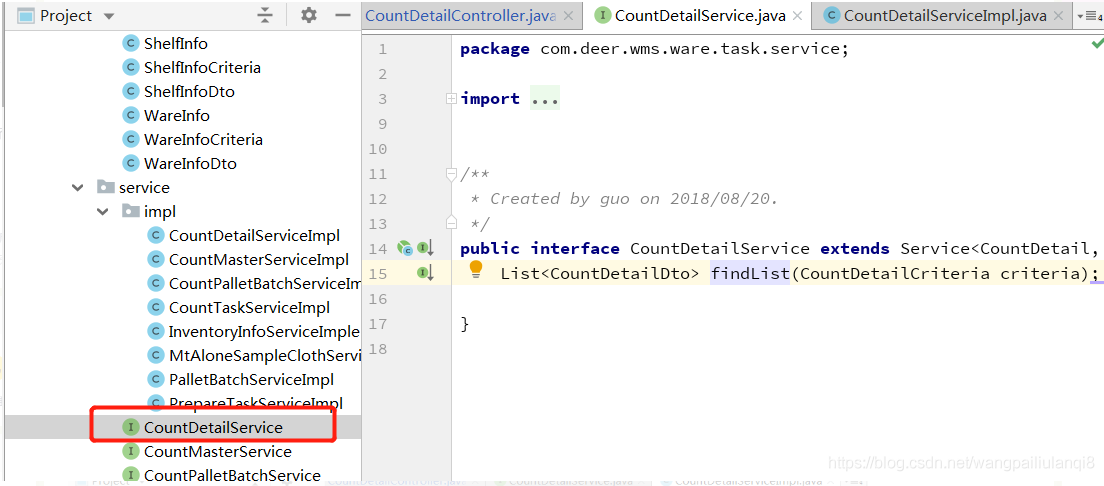 Project
CountDetailController.java
CountDetailService.java
CountDetailServiceImpl.java
4
ShelfInfo
ShelfInfoCriteria
ShelfInfoDto
WareInfo
WareInfoCriteria
WareInfoDto
service
impl
CountDetailServiceImpl
CountMasterServiceImpl
CountPalletBatchServiceIm
CountTaskServiceImpl
InventoryInfoServiceImple
MtAloneSampleClothServi
PalletBatchServiceImpl
PrepareTaskServiceImpl
CountDetailService
CountMasterService
CountPalletBatchService
1 package com.deer.wms.ware.task.service;
2
3 import ...
9
10
11 /**
12 * Created by guo on 2018/08/20.
13 */
14 public interface CountDetailService extends Service<CountDetail,
15 List<CountDetailDto> findList(CountDetailCriteria criteria);
16
17 }
18
https://blog.csdn.net/wangpailiulanqi8